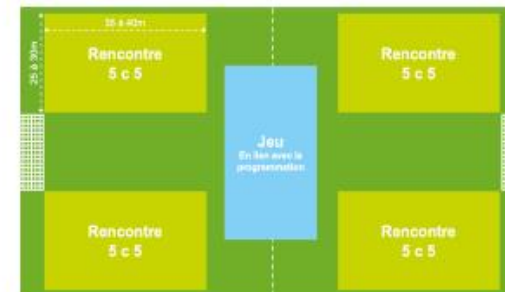 35 à 40m
25 à 30m
Rencontre
5 c 5
Rencontre
5 c 5
Jeu
En lien avec la
programmation
Rencontre
5 c 5
Rencontre
5 c 5